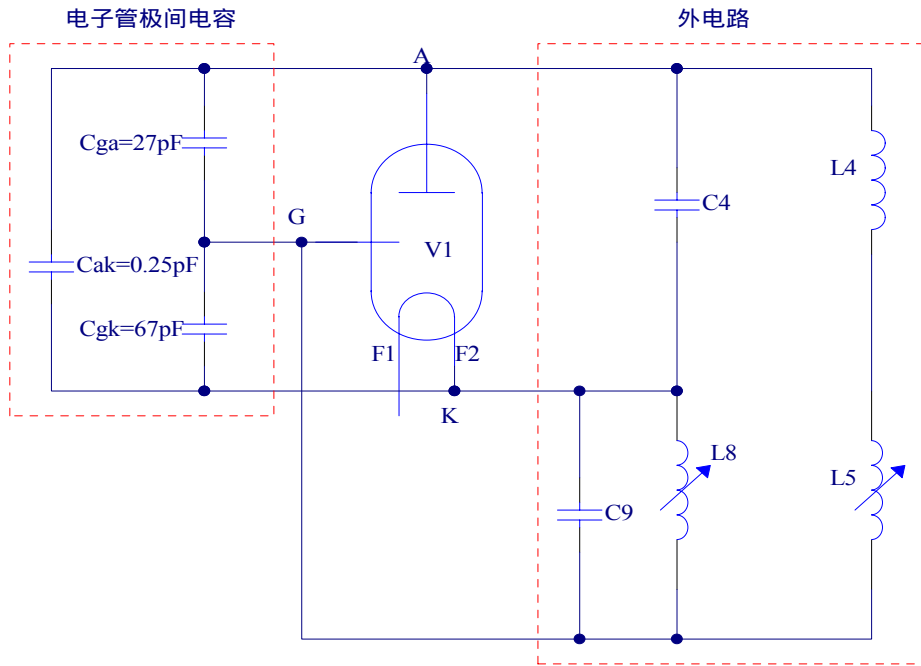 电子管极间电容
外电路
A
Cga=27pF
L4
C4
G
V1
Cak=0.25pF
Cgk=67pF
F1
F2
K
L8
L5
C9